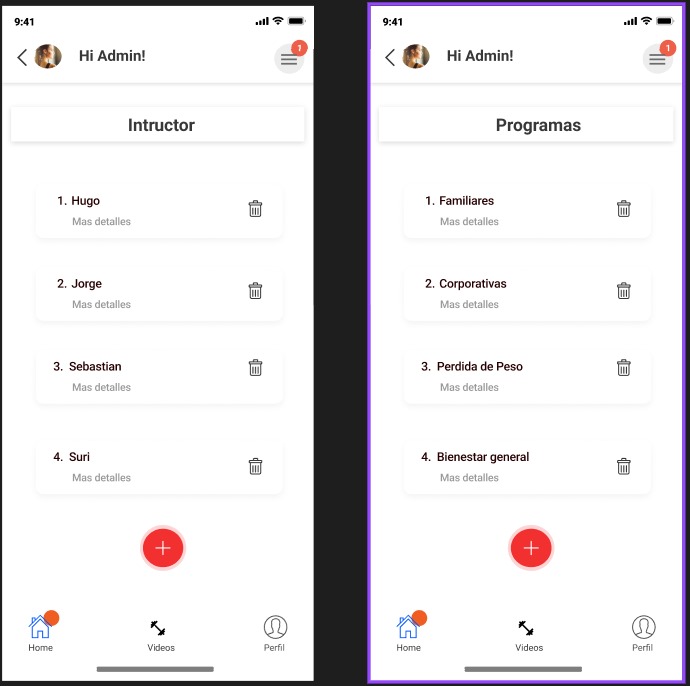 9:41
Hi Admin!
1
Intructor
1. Hugo
Mas detalles
2. Jorge
Mas detalles
3. Sebastian
Mas detalles
4. Suri
Mas detalles
Home
Videos
Perfil
9:41
Hi Admin!
1
Programas
1. Familiares
Mas detalles
2. Corporativas
Mas detalles
3. Perdida de Peso
Mas detalles
4. Bienestar general
Mas detalles
Home
Videos
Perfil